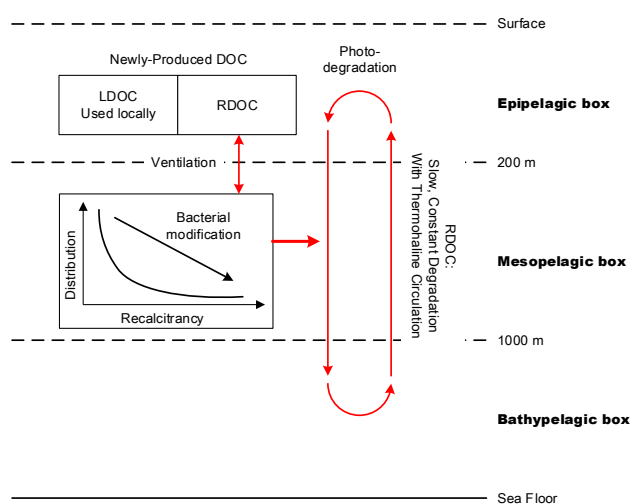 Surface
Newly-Produced DOC
Photo-
degradation
LDOC
Used locally
RDOC
Epipelagic box
Ventilation
200 m
Bacterial
modification
Distribution
Recalcitrancy
RDOC:
Slow, Constant Degradation
With Thermohaline Circulation
Mesopelagic box
1000 m
Bathypelagic box
Sea Floor